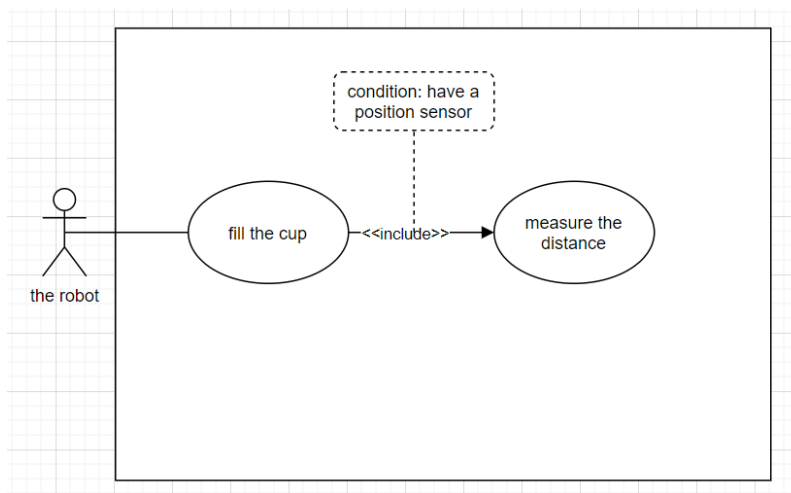 condition: have a
position sensor
fill the cup
<<include>>
measure the
distance
the robot